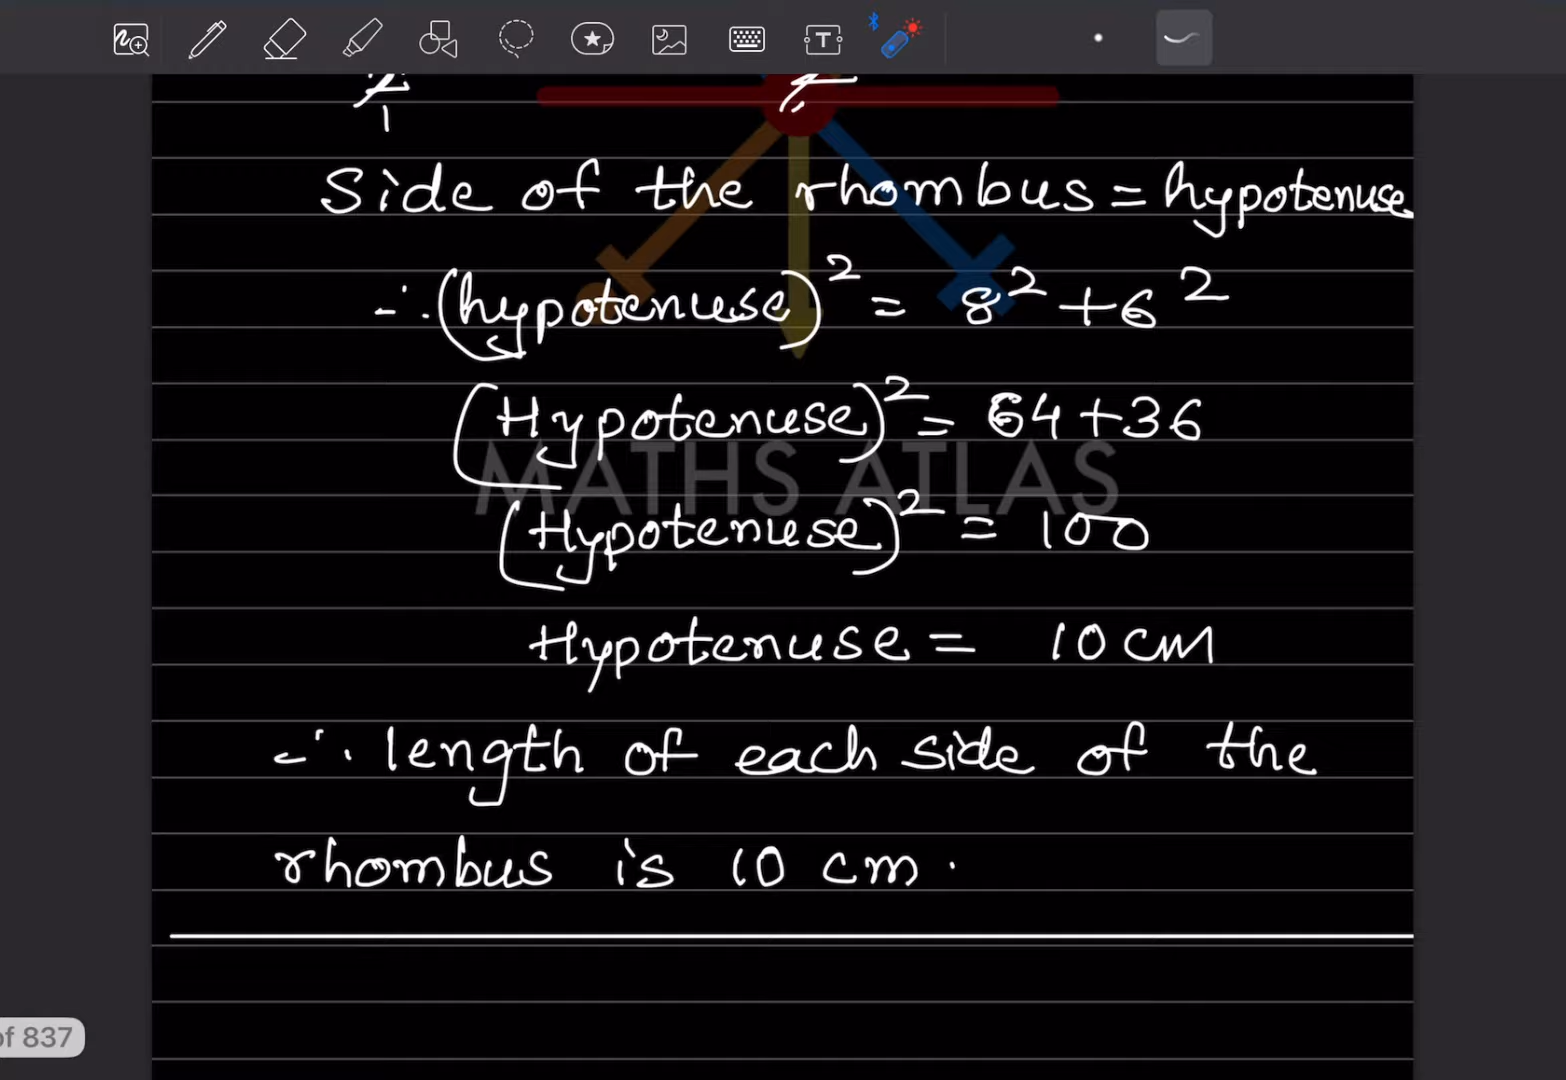 1
Side of the rhombus = hypotenuse
∴ (hypotenuse)² = 8² + 6²
(Hypotenuse)² = 64 + 36
MATHS ATLAS
(Hypotenuse)² = 100
Hypotenuse = 10 cm
∴ length of each side of the
rhombus is 10 cm.
of 837